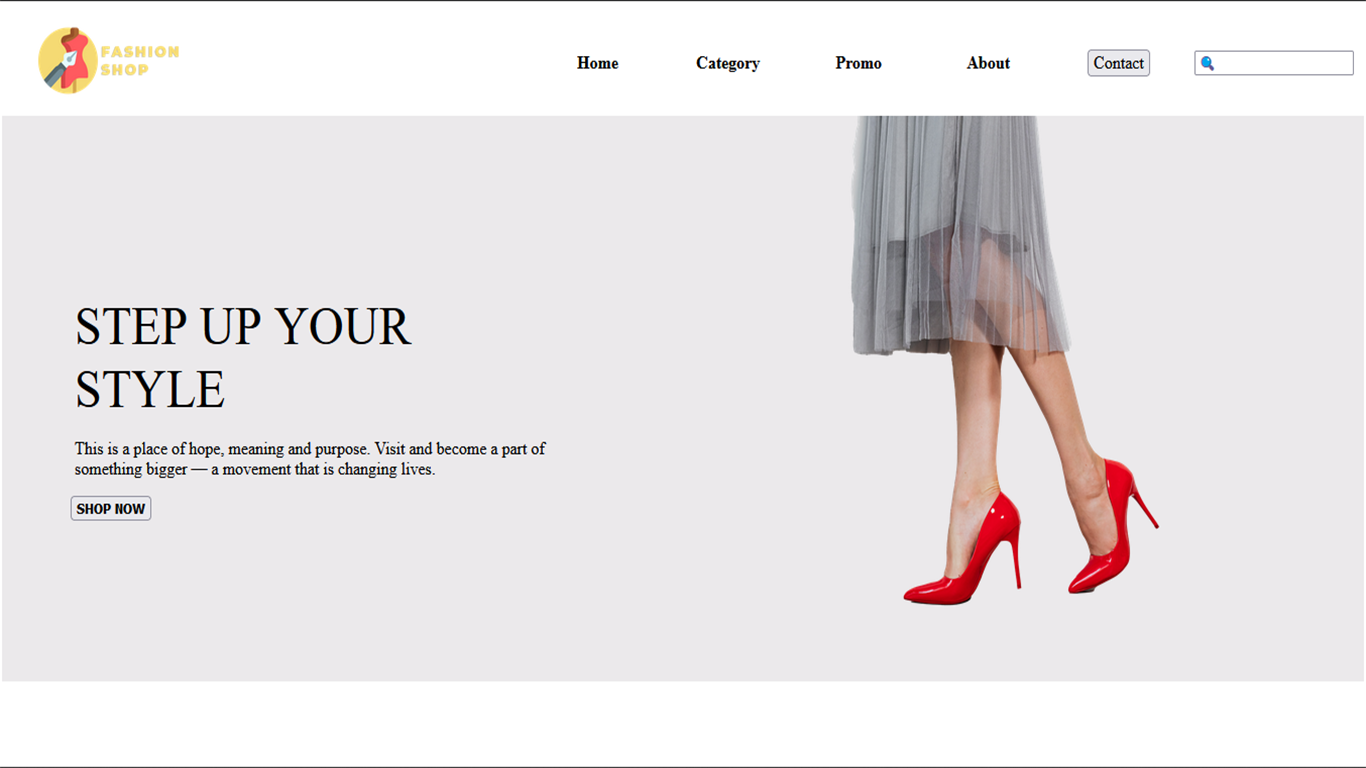 FASHION
SHOP
Home Category Promo About Contact
STEP UP YOUR
STYLE
This is a place of hope, meaning and purpose. Visit and become a part of
something bigger — a movement that is changing lives.
SHOP NOW